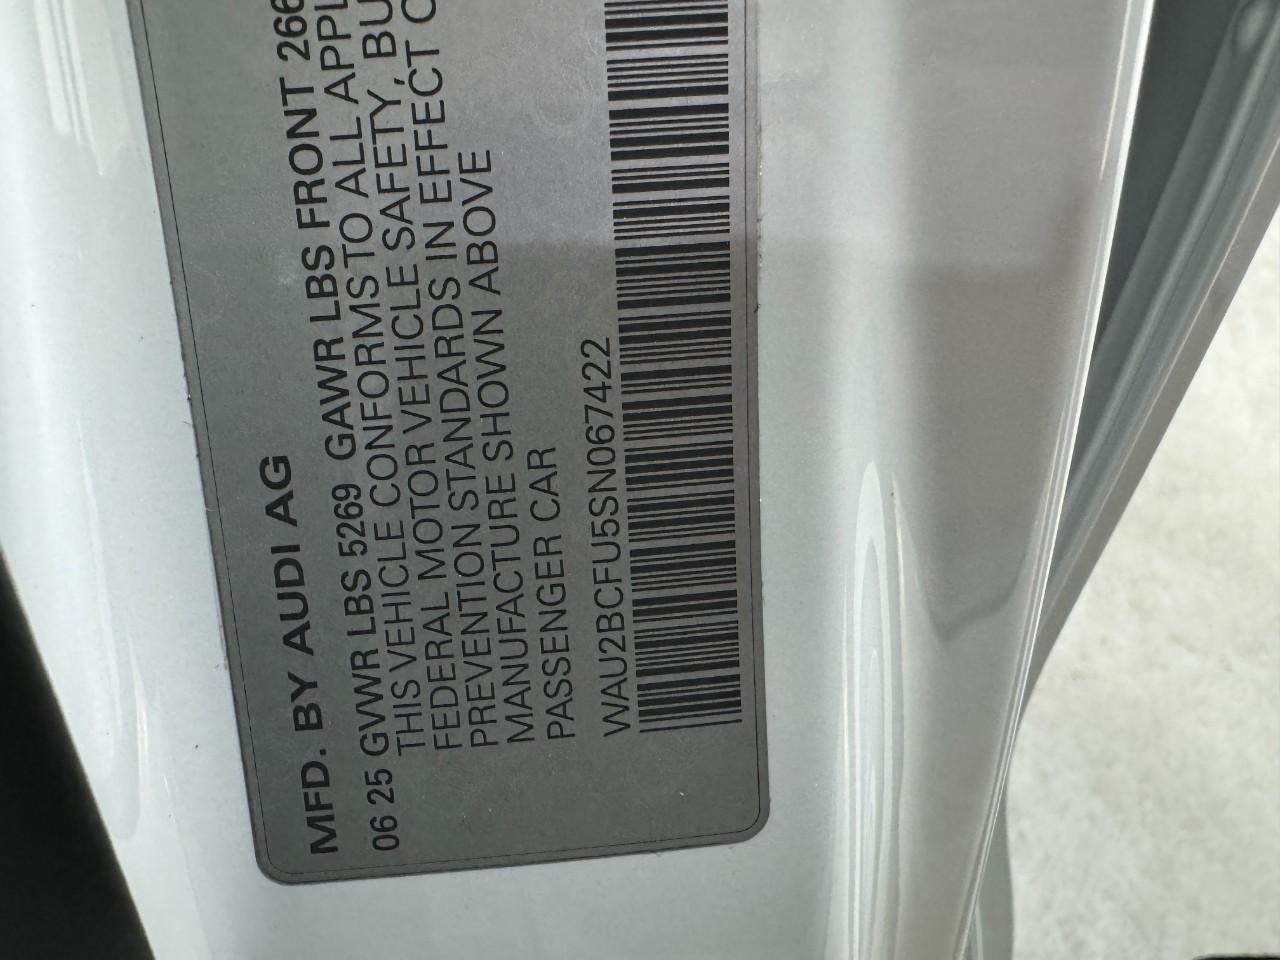 MFD. BY AUDI AG
06 25 GVWR LBS 5269 GAWR LBS FRONT 266
THIS VEHICLE CONFORMS TO ALL APPL
FEDERAL MOTOR VEHICLE SAFETY, BU
PREVENTION STANDARDS IN EFFECT O
MANUFACTURE SHOWN ABOVE
PASSENGER CAR
WAU2BCFU5SN067422